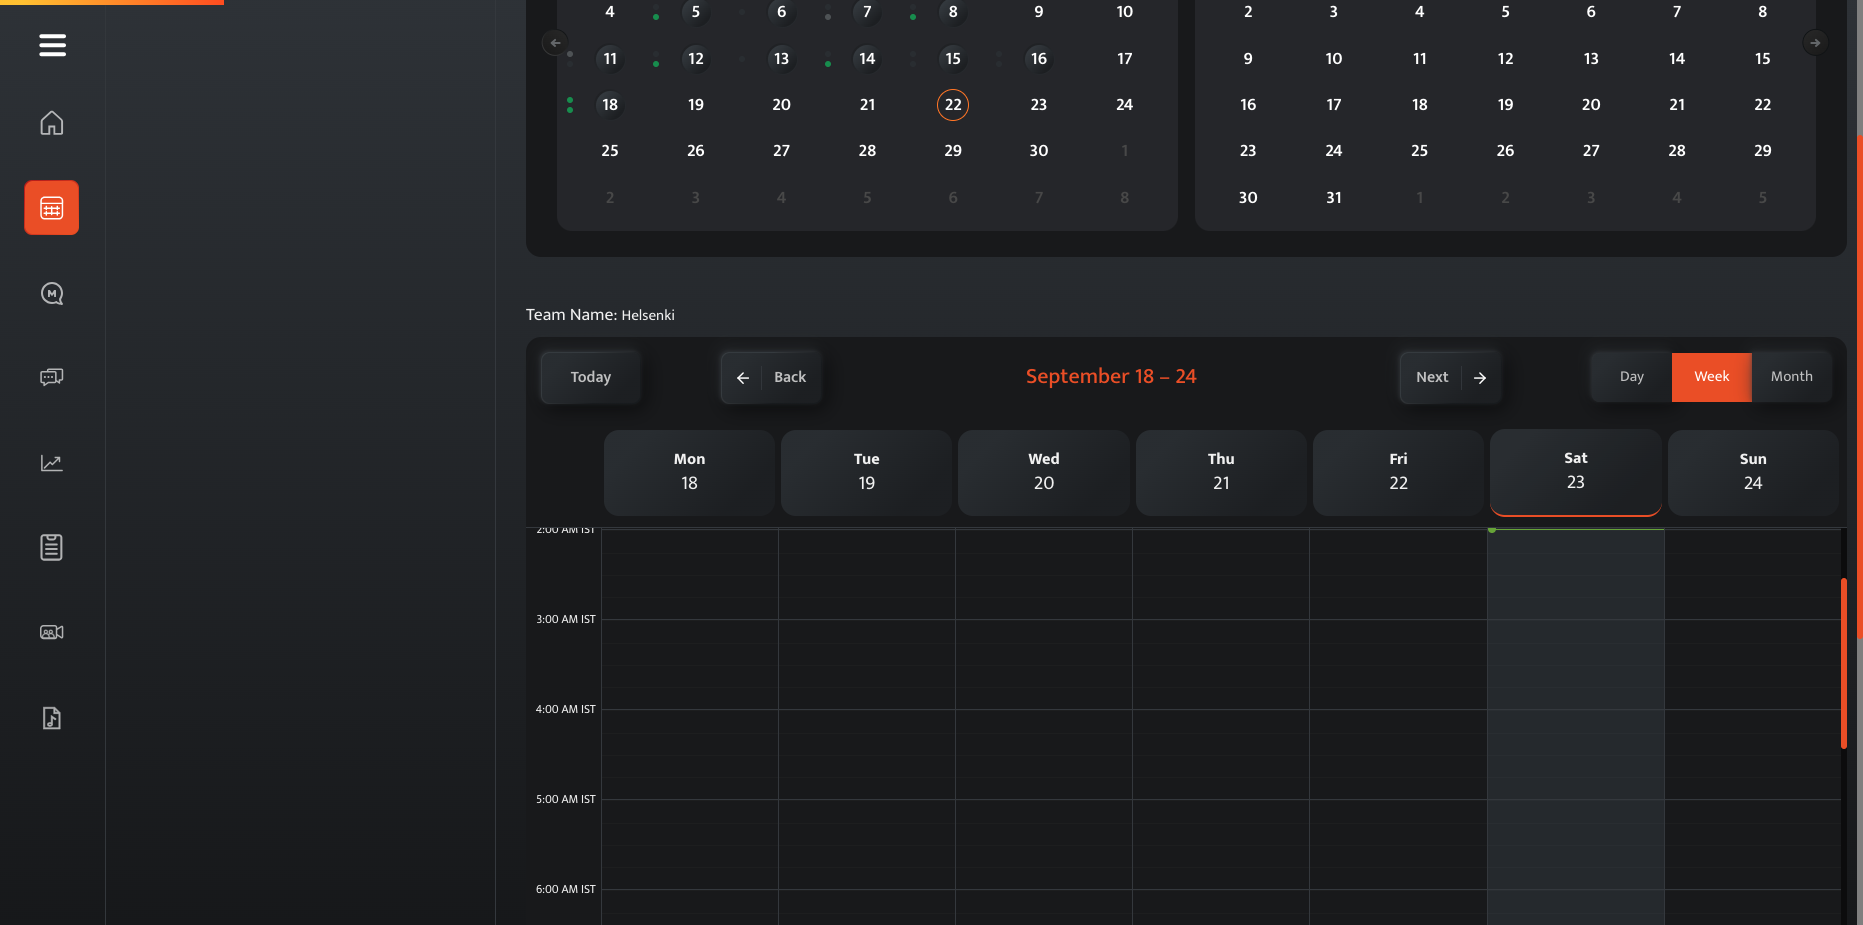 4 5 6 7 8 9 10
11 12 13 14 15 16 17
18 19 20 21 22 23 24
25 26 27 28 29 30 1
2 3 4 5 6 7 8
2 3 4 5 6 7 8
9 10 11 12 13 14 15
16 17 18 19 20 21 22
23 24 25 26 27 28 29
30 31 1 2 3 4 5
Team Name: Helsenki
Today
Back
September 18 – 24
Next
Day
Week
Month
Mon
18
Tue
19
Wed
20
Thu
21
Fri
22
Sat
23
Sun
24
2:00 AM IST
3:00 AM IST
4:00 AM IST
5:00 AM IST
6:00 AM IST